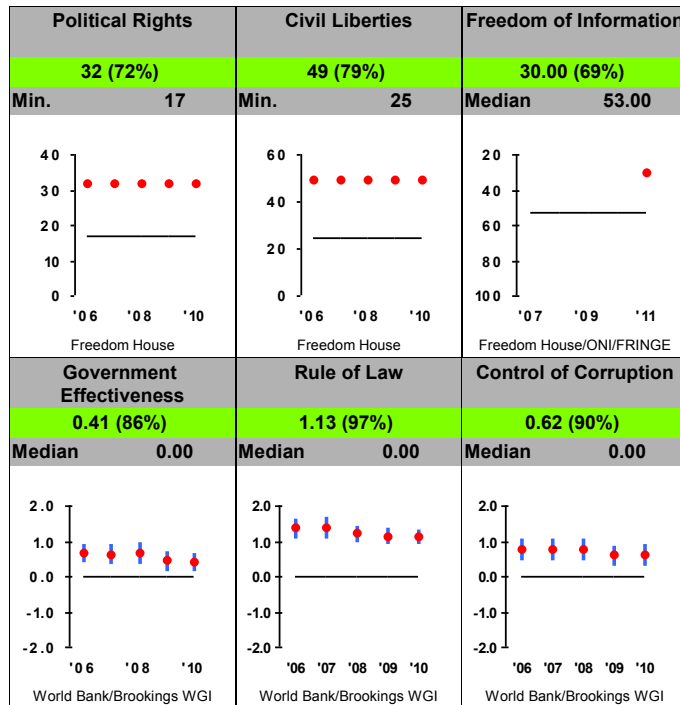 Political Rights
32 (72%)
Min. 17
40
30
20
10
0
'06 '08 '10
Freedom House
Civil Liberties
49 (79%)
Min. 25
60
40
20
0
'06 '08 '10
Freedom House
Freedom of Information
30.00 (69%)
Median 53.00
20
40
60
80
100
'07 '09 '11
Freedom House/ONI/FRINGE
Government
Effectiveness
0.41 (86%)
Median 0.00
2.0
1.0
0.0
-1.0
-2.0
'06 '08 '10
World Bank/Brookings WGI
Rule of Law
1.13 (97%)
Median 0.00
2.0
1.0
0.0
-1.0
-2.0
'06 '07 '08 '09 '10
World Bank/Brookings WGI
Control of Corruption
0.62 (90%)
Median 0.00
2.0
1.0
0.0
-1.0
-2.0
'06 '07 '08 '09 '10
World Bank/Brookings WGI